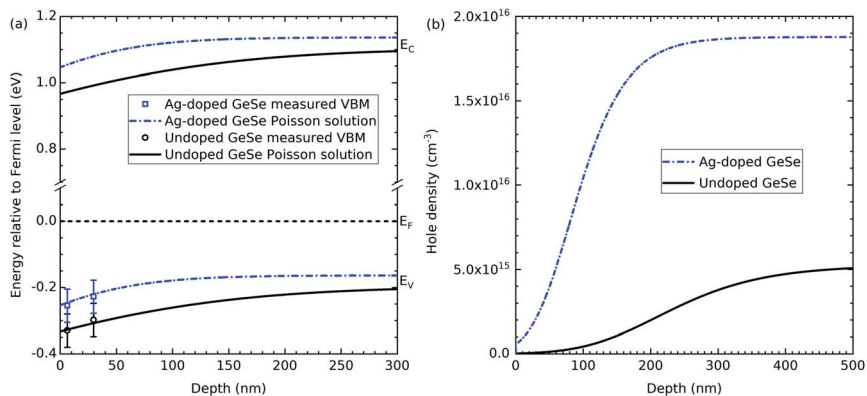 (a)
1.2
1.0
0.8
0.0
-0.2
-0.4
Energy relative to Fermi level (eV)
E_C
Ag-doped GeSe measured VBM
Ag-doped GeSe Poisson solution
Undoped GeSe measured VBM
Undoped GeSe Poisson solution
E_F
E_V
0 50 100 150 200 250 300
Depth (nm)
(b)
2.0x10^16
1.5x10^16
1.0x10^16
5.0x10^15
0.0
Hole density (cm^-3)
Ag-doped GeSe
Undoped GeSe
0 100 200 300 400 500
Depth (nm)